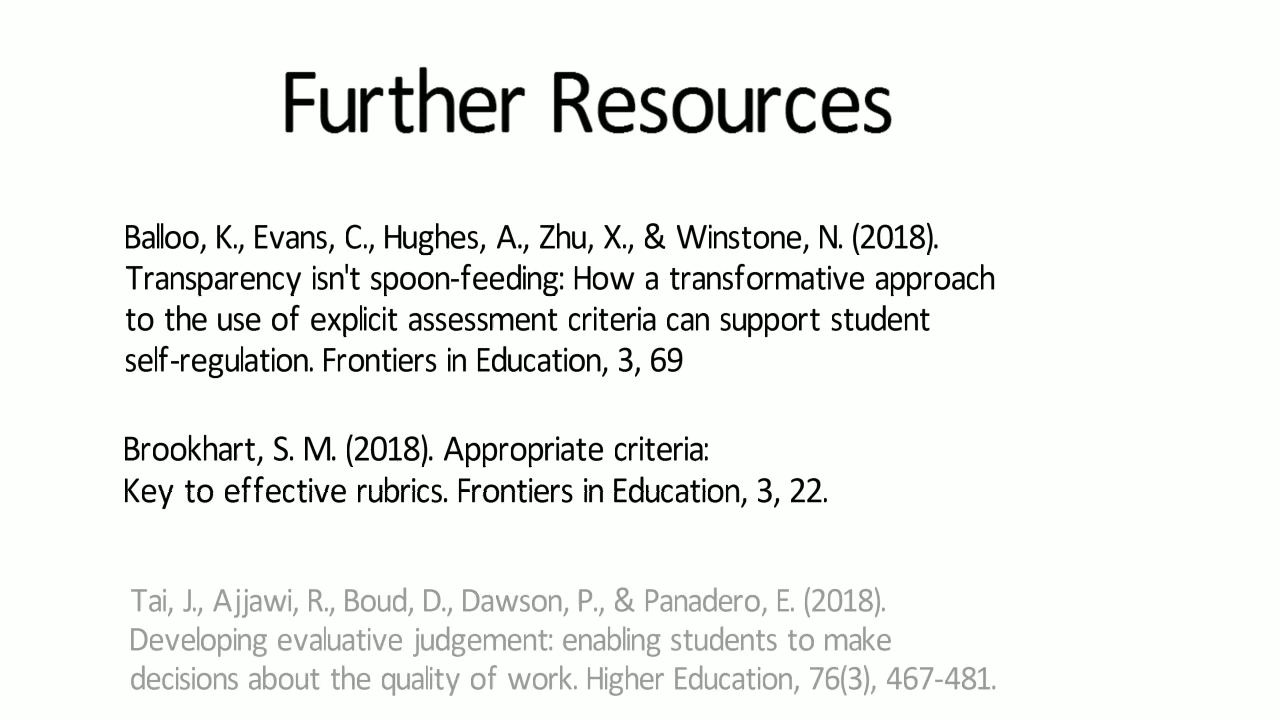 Further Resources
Balloo, K., Evans, C., Hughes, A., Zhu, X., & Winstone, N. (2018).
Transparency isn't spoon-feeding: How a transformative approach
to the use of explicit assessment criteria can support student
self-regulation. Frontiers in Education, 3, 69
Brookhart, S. M. (2018). Appropriate criteria:
Key to effective rubrics. Frontiers in Education, 3, 22.
Tai, J., Ajjawi, R., Boud, D., Dawson, P., & Panadero, E. (2018).
Developing evaluative judgement: enabling students to make
decisions about the quality of work. Higher Education, 76(3), 467-481.